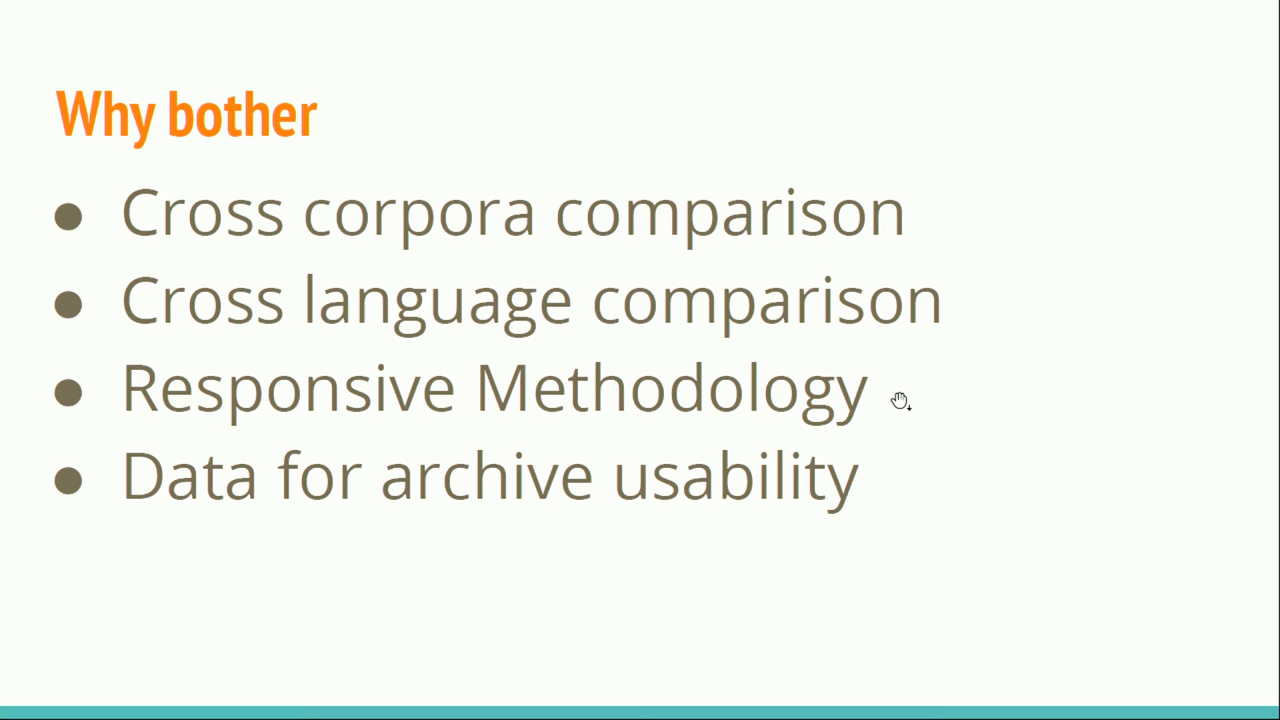 Why bother
● Cross corpora comparison
● Cross language comparison
● Responsive Methodology
● Data for archive usability